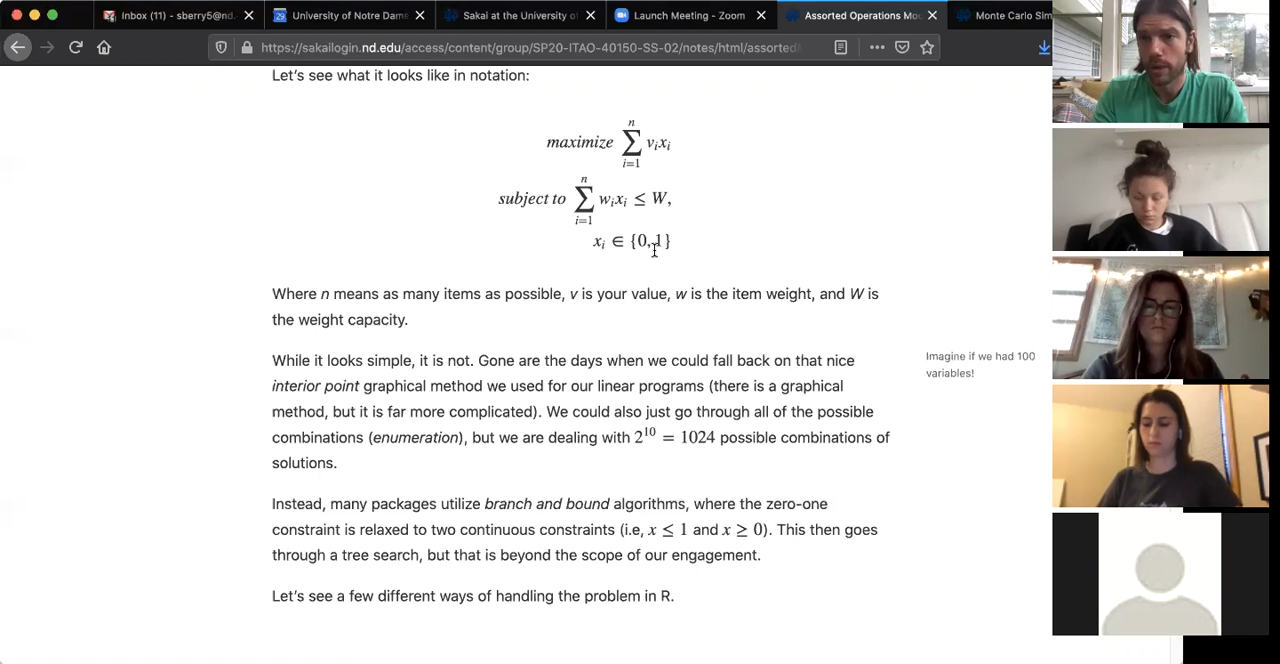 Inbox (11) - sberry5@nd.
University of Notre Dam
Sakai at the University o
Launch Meeting - Zoom
Assorted Operations Mod
Monte Carlo Sim
https://sakailogin.nd.edu/access/content/group/SP20-ITAO-40150-SS-02/notes/html/assorted
Let's see what it looks like in notation:
maximize ∑ᵢ₌₁ⁿ vᵢxᵢ
subject to ∑ᵢ₌₁ⁿ wᵢxᵢ ≤ W,
xᵢ ∈ {0, 1}
Where n means as many items as possible, v is your value, w is the item weight, and W is
the weight capacity.
While it looks simple, it is not. Gone are the days when we could fall back on that nice
interior point graphical method we used for our linear programs (there is a graphical
method, but it is far more complicated). We could also just go through all of the possible
combinations (enumeration), but we are dealing with 2¹⁰ = 1024 possible combinations of
solutions.
Imagine if we had 100
variables!
Instead, many packages utilize branch and bound algorithms, where the zero-one
constraint is relaxed to two continuous constraints (i.e, x ≤ 1 and x ≥ 0). This then goes
through a tree search, but that is beyond the scope of our engagement.
Let's see a few different ways of handling the problem in R.